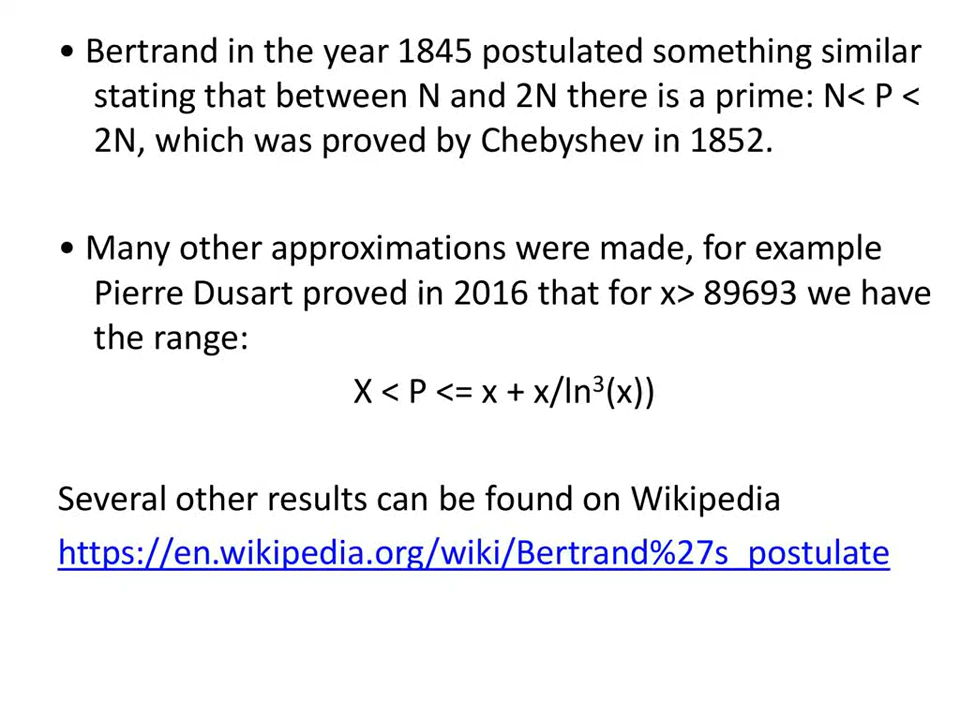 • Bertrand in the year 1845 postulated something similar
stating that between N and 2N there is a prime: N< P <
2N, which was proved by Chebyshev in 1852.
• Many other approximations were made, for example
Pierre Dusart proved in 2016 that for x> 89693 we have
the range:
X < P <= x + x/ln³(x))
Several other results can be found on Wikipedia
https://en.wikipedia.org/wiki/Bertrand%27s_postulate